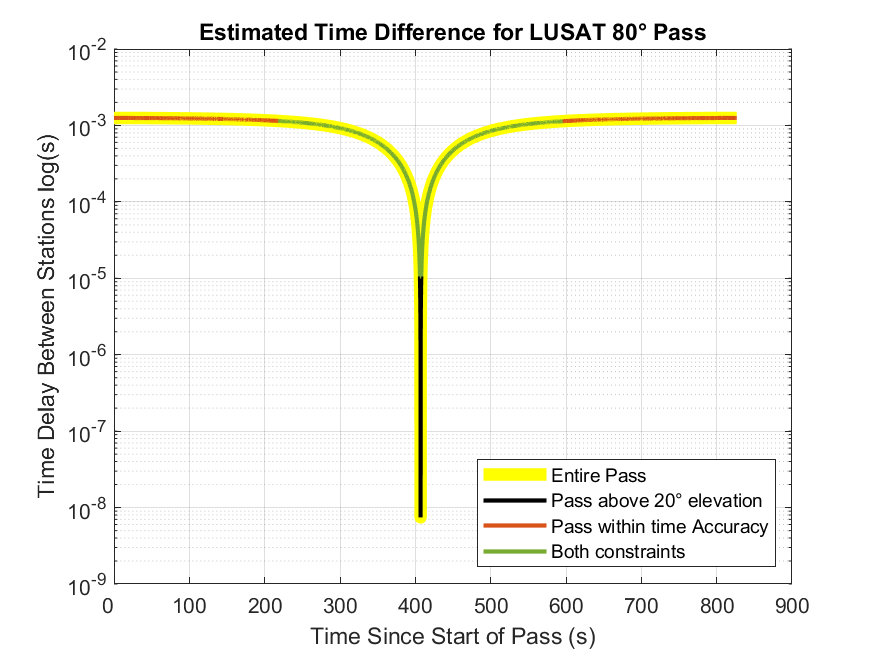 Estimated Time Difference for LUSAT 80° Pass
Time Delay Between Stations log(s)
10-2
10-3
10-4
10-5
10-6
10-7
10-8
10-9
Entire Pass
Pass above 20° elevation
Pass within time Accuracy
Both constraints
0 100 200 300 400 500 600 700 800 900
Time Since Start of Pass (s)